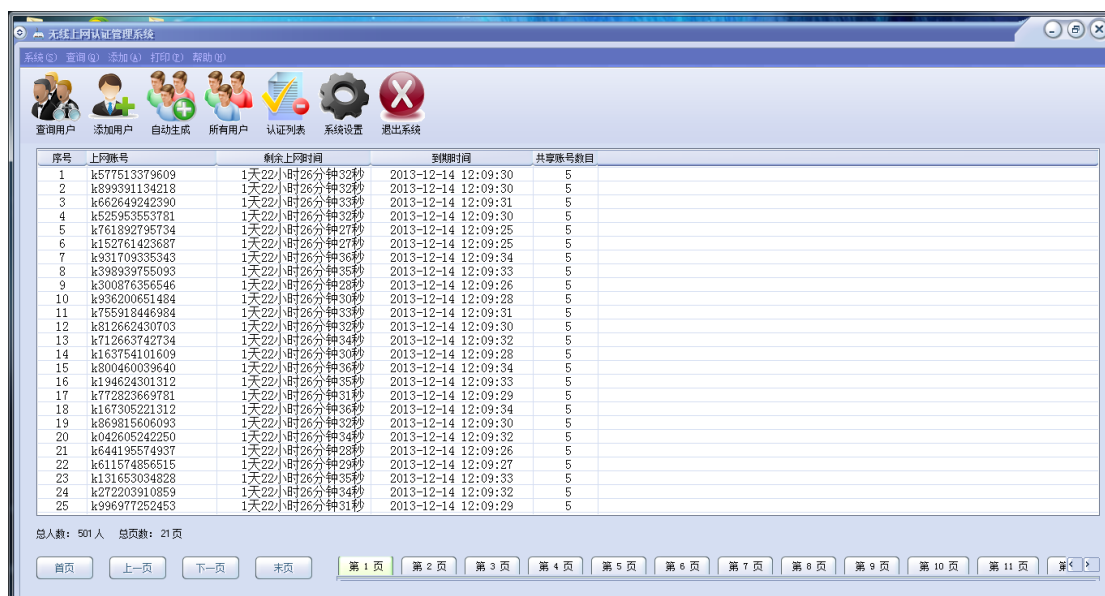 无线上网认证管理系统
系统(S) 查询(Q) 添加(A) 打印(P) 帮助(H)
查询用户 添加用户 自动生成 所有用户 认证列表 系统设置 退出系统
序号 上网账号 剩余上网时间 到期时间 共享账号数目
1 k577513379609 1天22小时26分钟32秒 2013-12-14 12:09:30 5
2 k899391134218 1天22小时26分钟32秒 2013-12-14 12:09:30 5
3 k662649242390 1天22小时26分钟33秒 2013-12-14 12:09:31 5
4 k525953553781 1天22小时26分钟32秒 2013-12-14 12:09:30 5
5 k761892795734 1天22小时26分钟27秒 2013-12-14 12:09:25 5
6 k152761423687 1天22小时26分钟27秒 2013-12-14 12:09:25 5
7 k931709335343 1天22小时26分钟36秒 2013-12-14 12:09:34 5
8 k398939755093 1天22小时26分钟35秒 2013-12-14 12:09:33 5
9 k300876356546 1天22小时26分钟28秒 2013-12-14 12:09:26 5
10 k936200651484 1天22小时26分钟30秒 2013-12-14 12:09:28 5
11 k755918446984 1天22小时26分钟33秒 2013-12-14 12:09:31 5
12 k812662430703 1天22小时26分钟32秒 2013-12-14 12:09:30 5
13 k712663742734 1天22小时26分钟34秒 2013-12-14 12:09:32 5
14 k163754101609 1天22小时26分钟30秒 2013-12-14 12:09:28 5
15 k800460039640 1天22小时26分钟36秒 2013-12-14 12:09:34 5
16 k194624301312 1天22小时26分钟35秒 2013-12-14 12:09:33 5
17 k772823669781 1天22小时26分钟31秒 2013-12-14 12:09:29 5
18 k167305221312 1天22小时26分钟36秒 2013-12-14 12:09:34 5
19 k869815606093 1天22小时26分钟32秒 2013-12-14 12:09:30 5
20 k042605242250 1天22小时26分钟34秒 2013-12-14 12:09:32 5
21 k644195574937 1天22小时26分钟28秒 2013-12-14 12:09:26 5
22 k611574856515 1天22小时26分钟29秒 2013-12-14 12:09:27 5
23 k131653034828 1天22小时26分钟35秒 2013-12-14 12:09:33 5
24 k272203910859 1天22小时26分钟34秒 2013-12-14 12:09:32 5
25 k996977252453 1天22小时26分钟31秒 2013-12-14 12:09:29 5
总人数: 501 人 总页数: 21 页
首页 上一页 下一页 末页 第 1 页 第 2 页 第 3 页 第 4 页 第 5 页 第 6 页 第 7 页 第 8 页 第 9 页 第 10 页 第 11 页